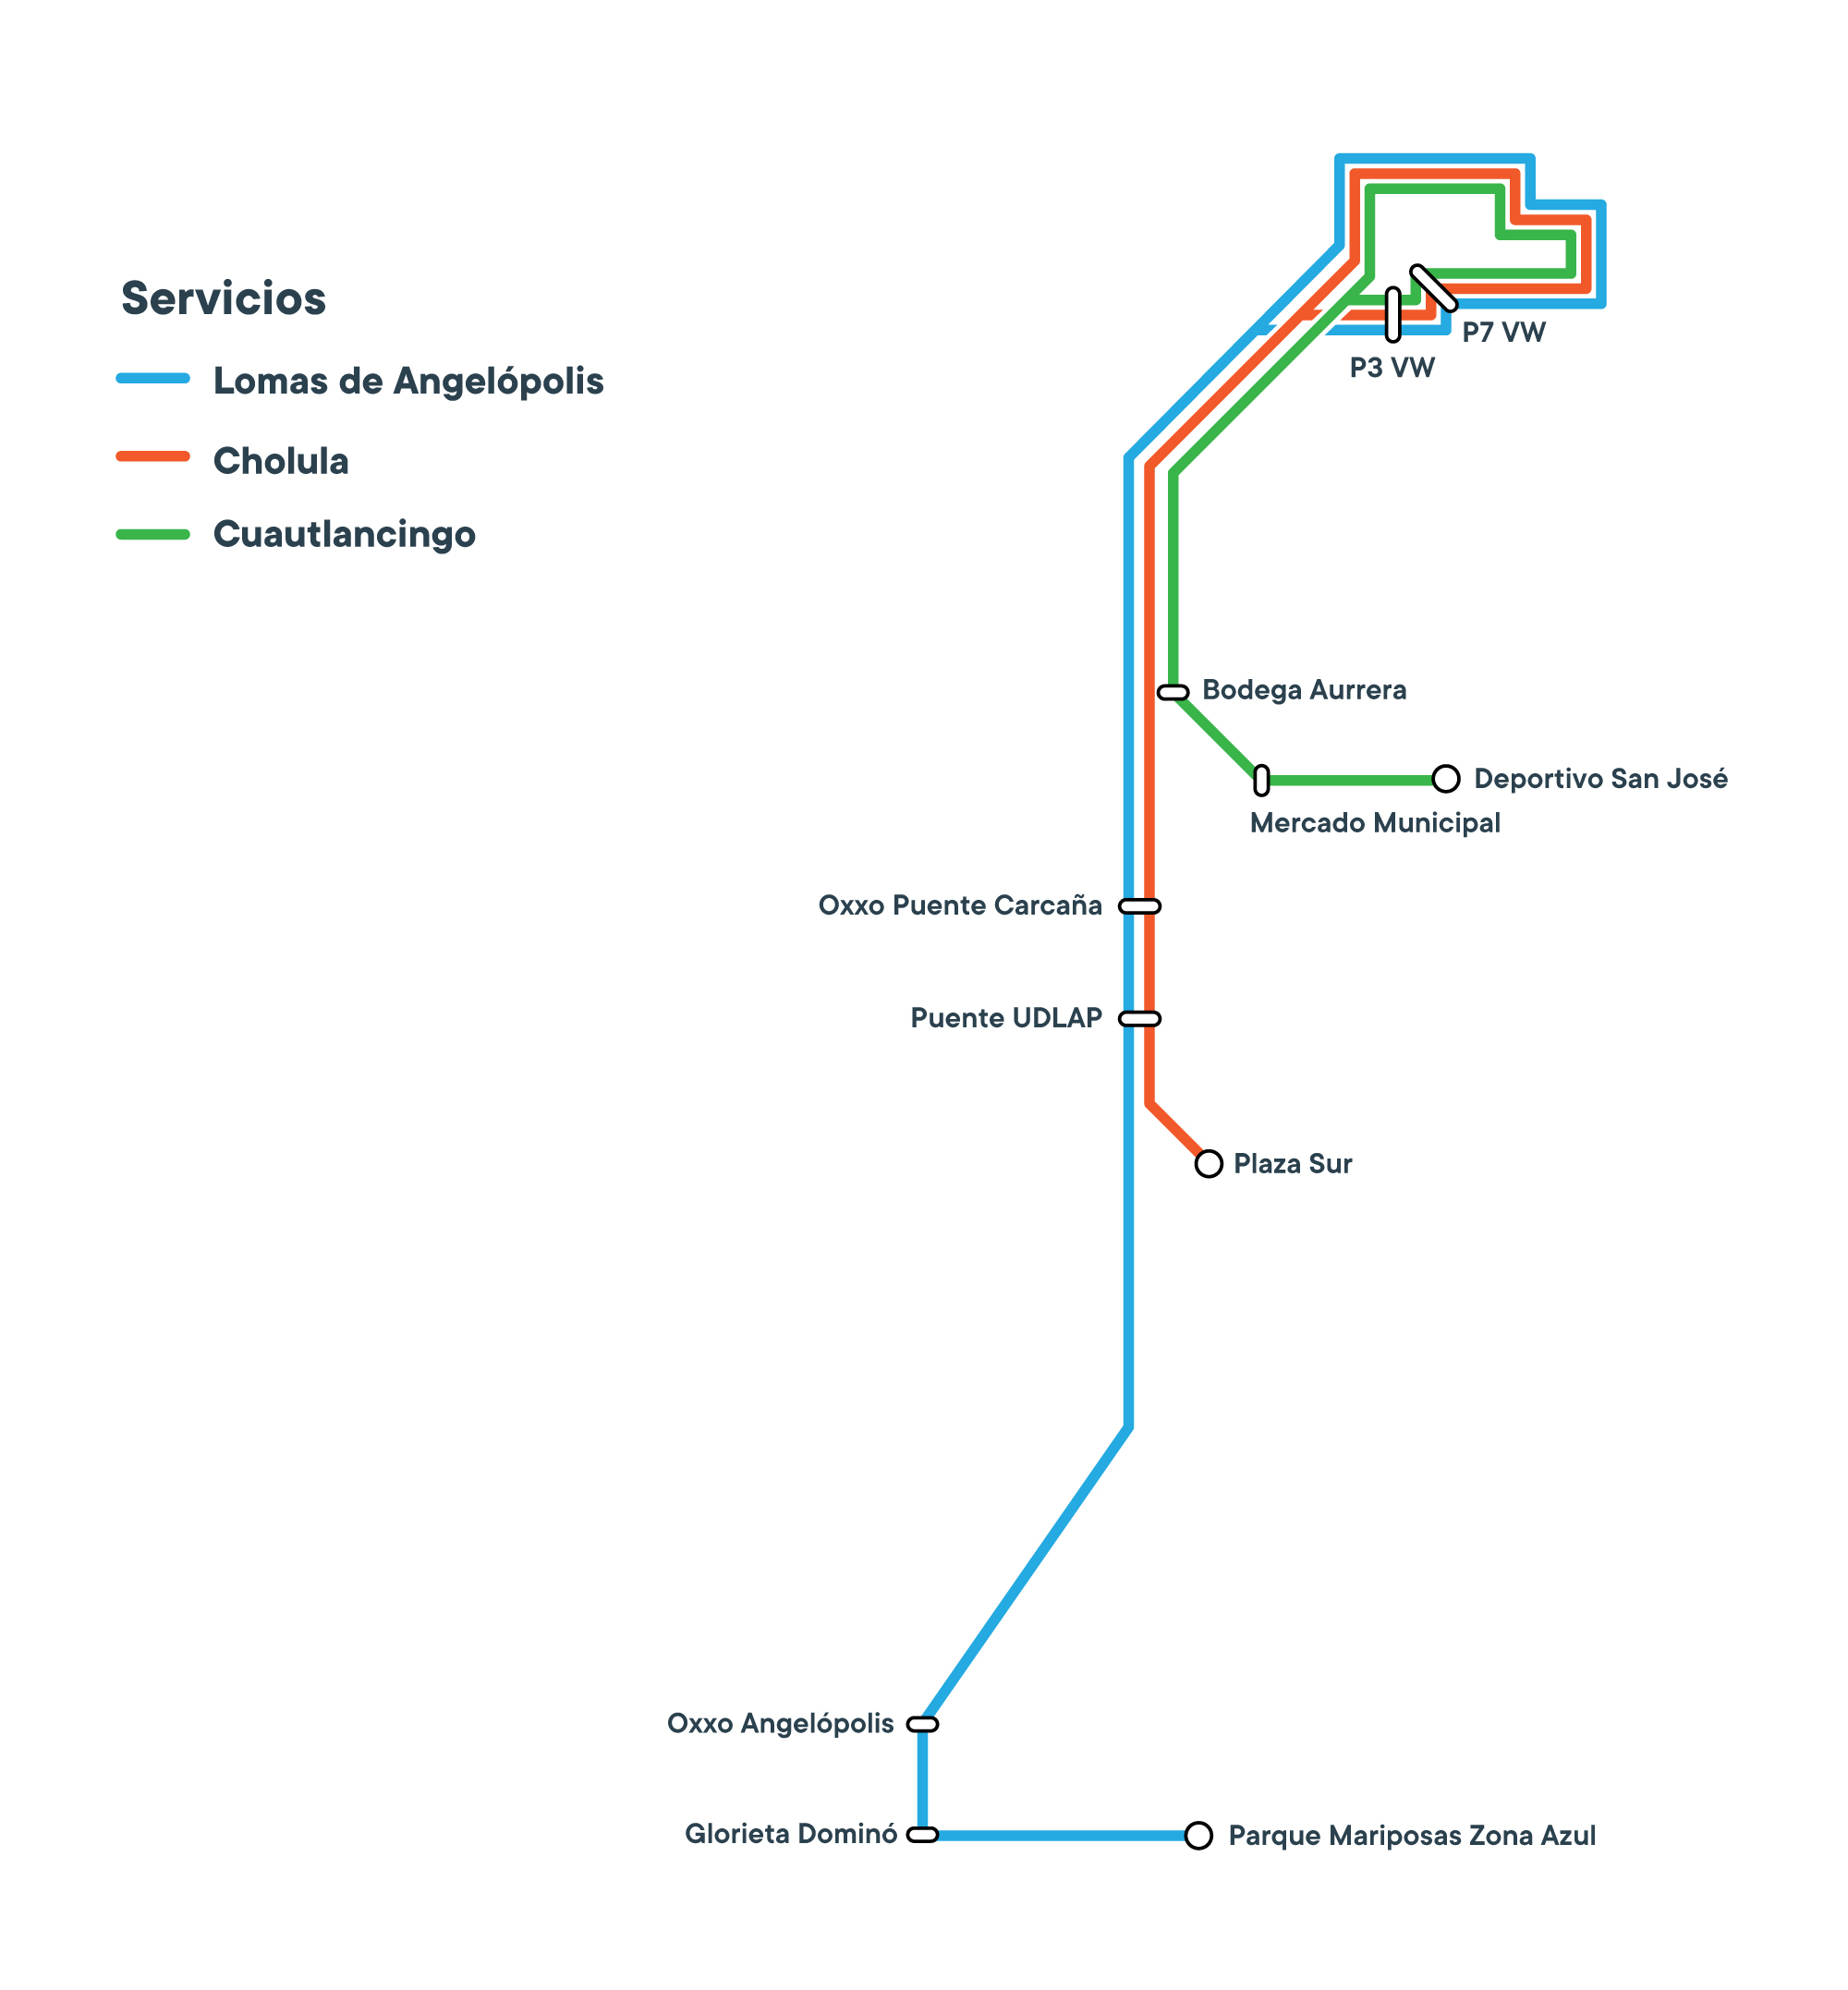 Servicios
Lomas de Angelópolis
Cholula
Cuautlancingo
P7 VW
P3 VW
Bodega Aurrera
Deportivo San José
Mercado Municipal
Oxxo Puente Carcaña
Puente UDLAP
Plaza Sur
Oxxo Angelópolis
Glorieta Dominó
Parque Mariposas Zona Azul